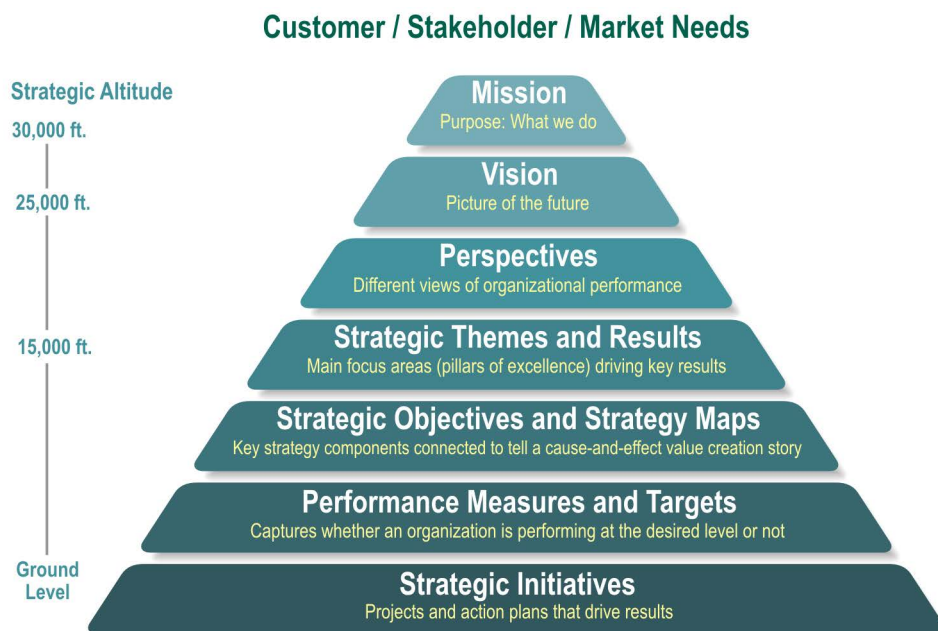 Customer / Stakeholder / Market Needs
Strategic Altitude
30,000 ft.
25,000 ft.
15,000 ft.
Ground
Level
Mission
Purpose: What we do
Vision
Picture of the future
Perspectives
Different views of organizational performance
Strategic Themes and Results
Main focus areas (pillars of excellence) driving key results
Strategic Objectives and Strategy Maps
Key strategy components connected to tell a cause-and-effect value creation story
Performance Measures and Targets
Captures whether an organization is performing at the desired level or not
Strategic Initiatives
Projects and action plans that drive results